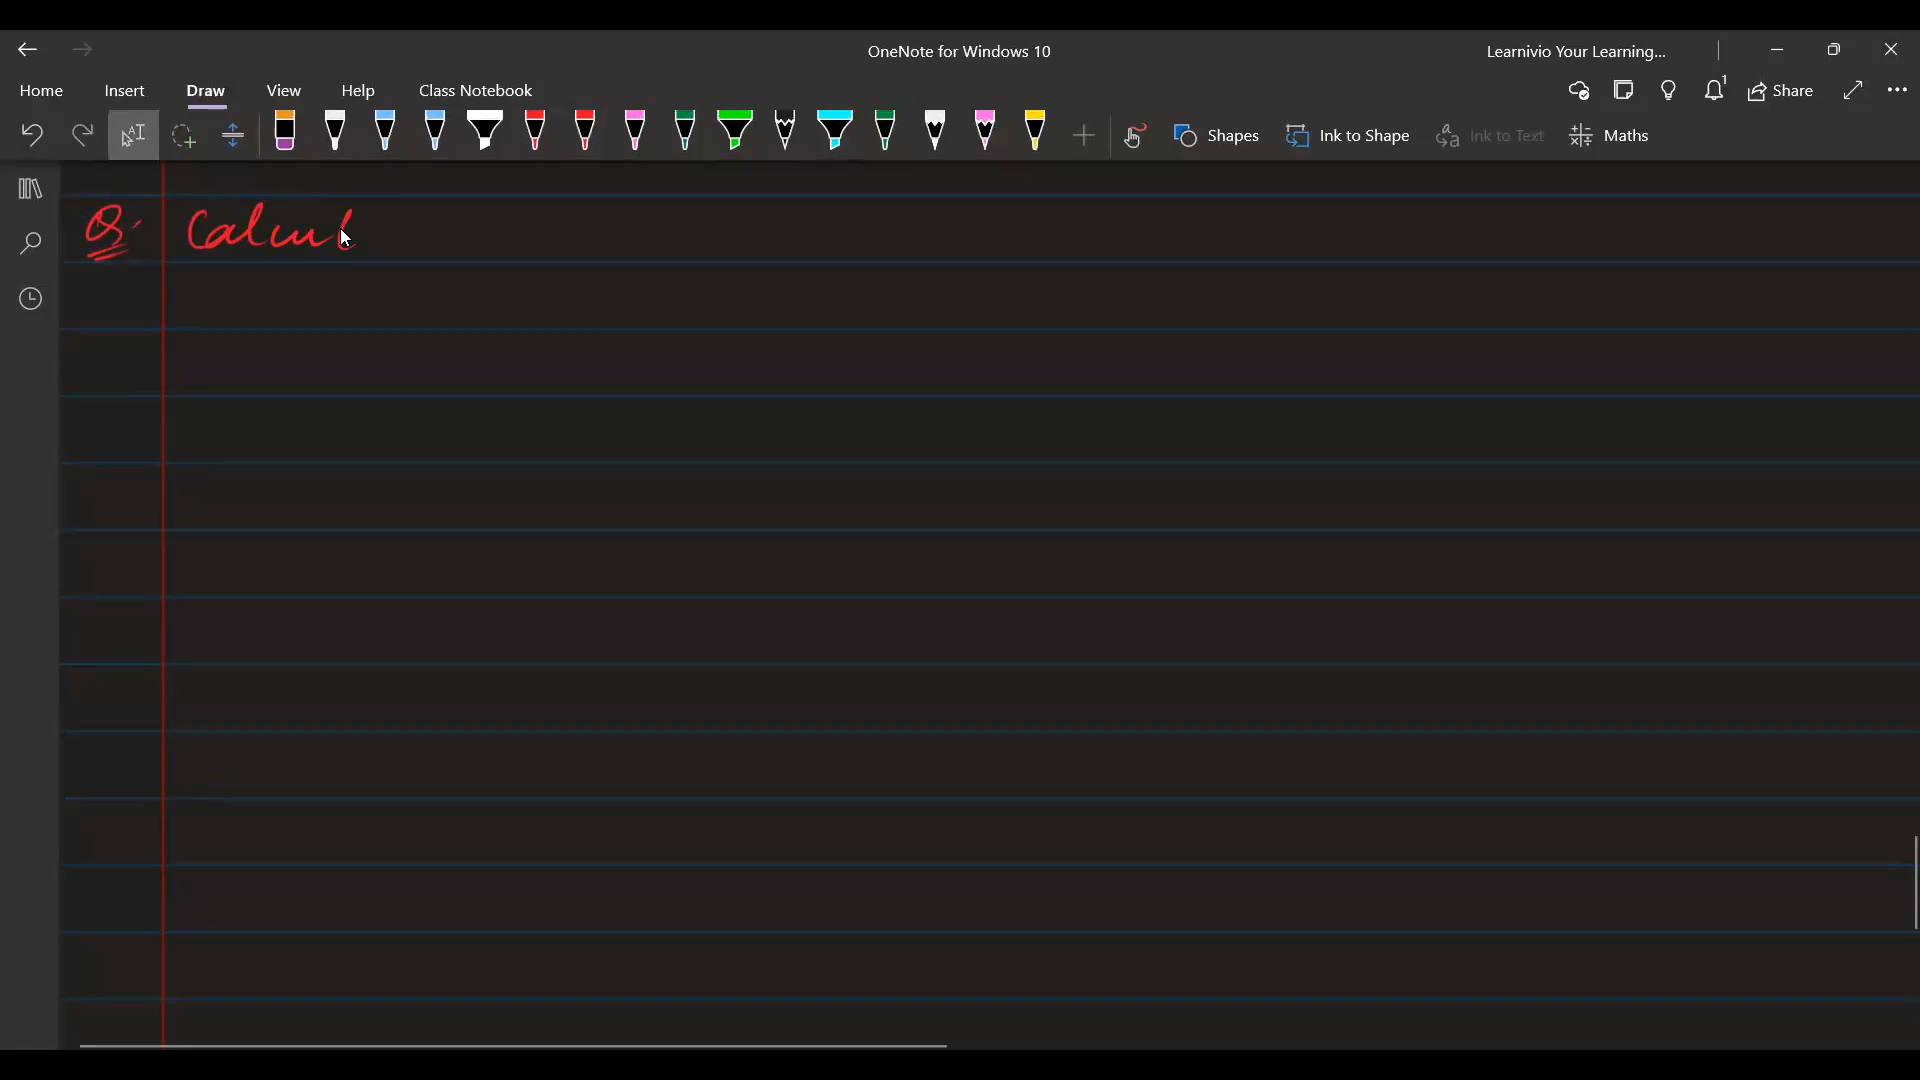 OneNote for Windows 10
Learnivio Your Learning...
Home Insert Draw View Help Class Notebook
1
Share
Shapes Ink to Shape Ink to Text Maths
Q. Calcul